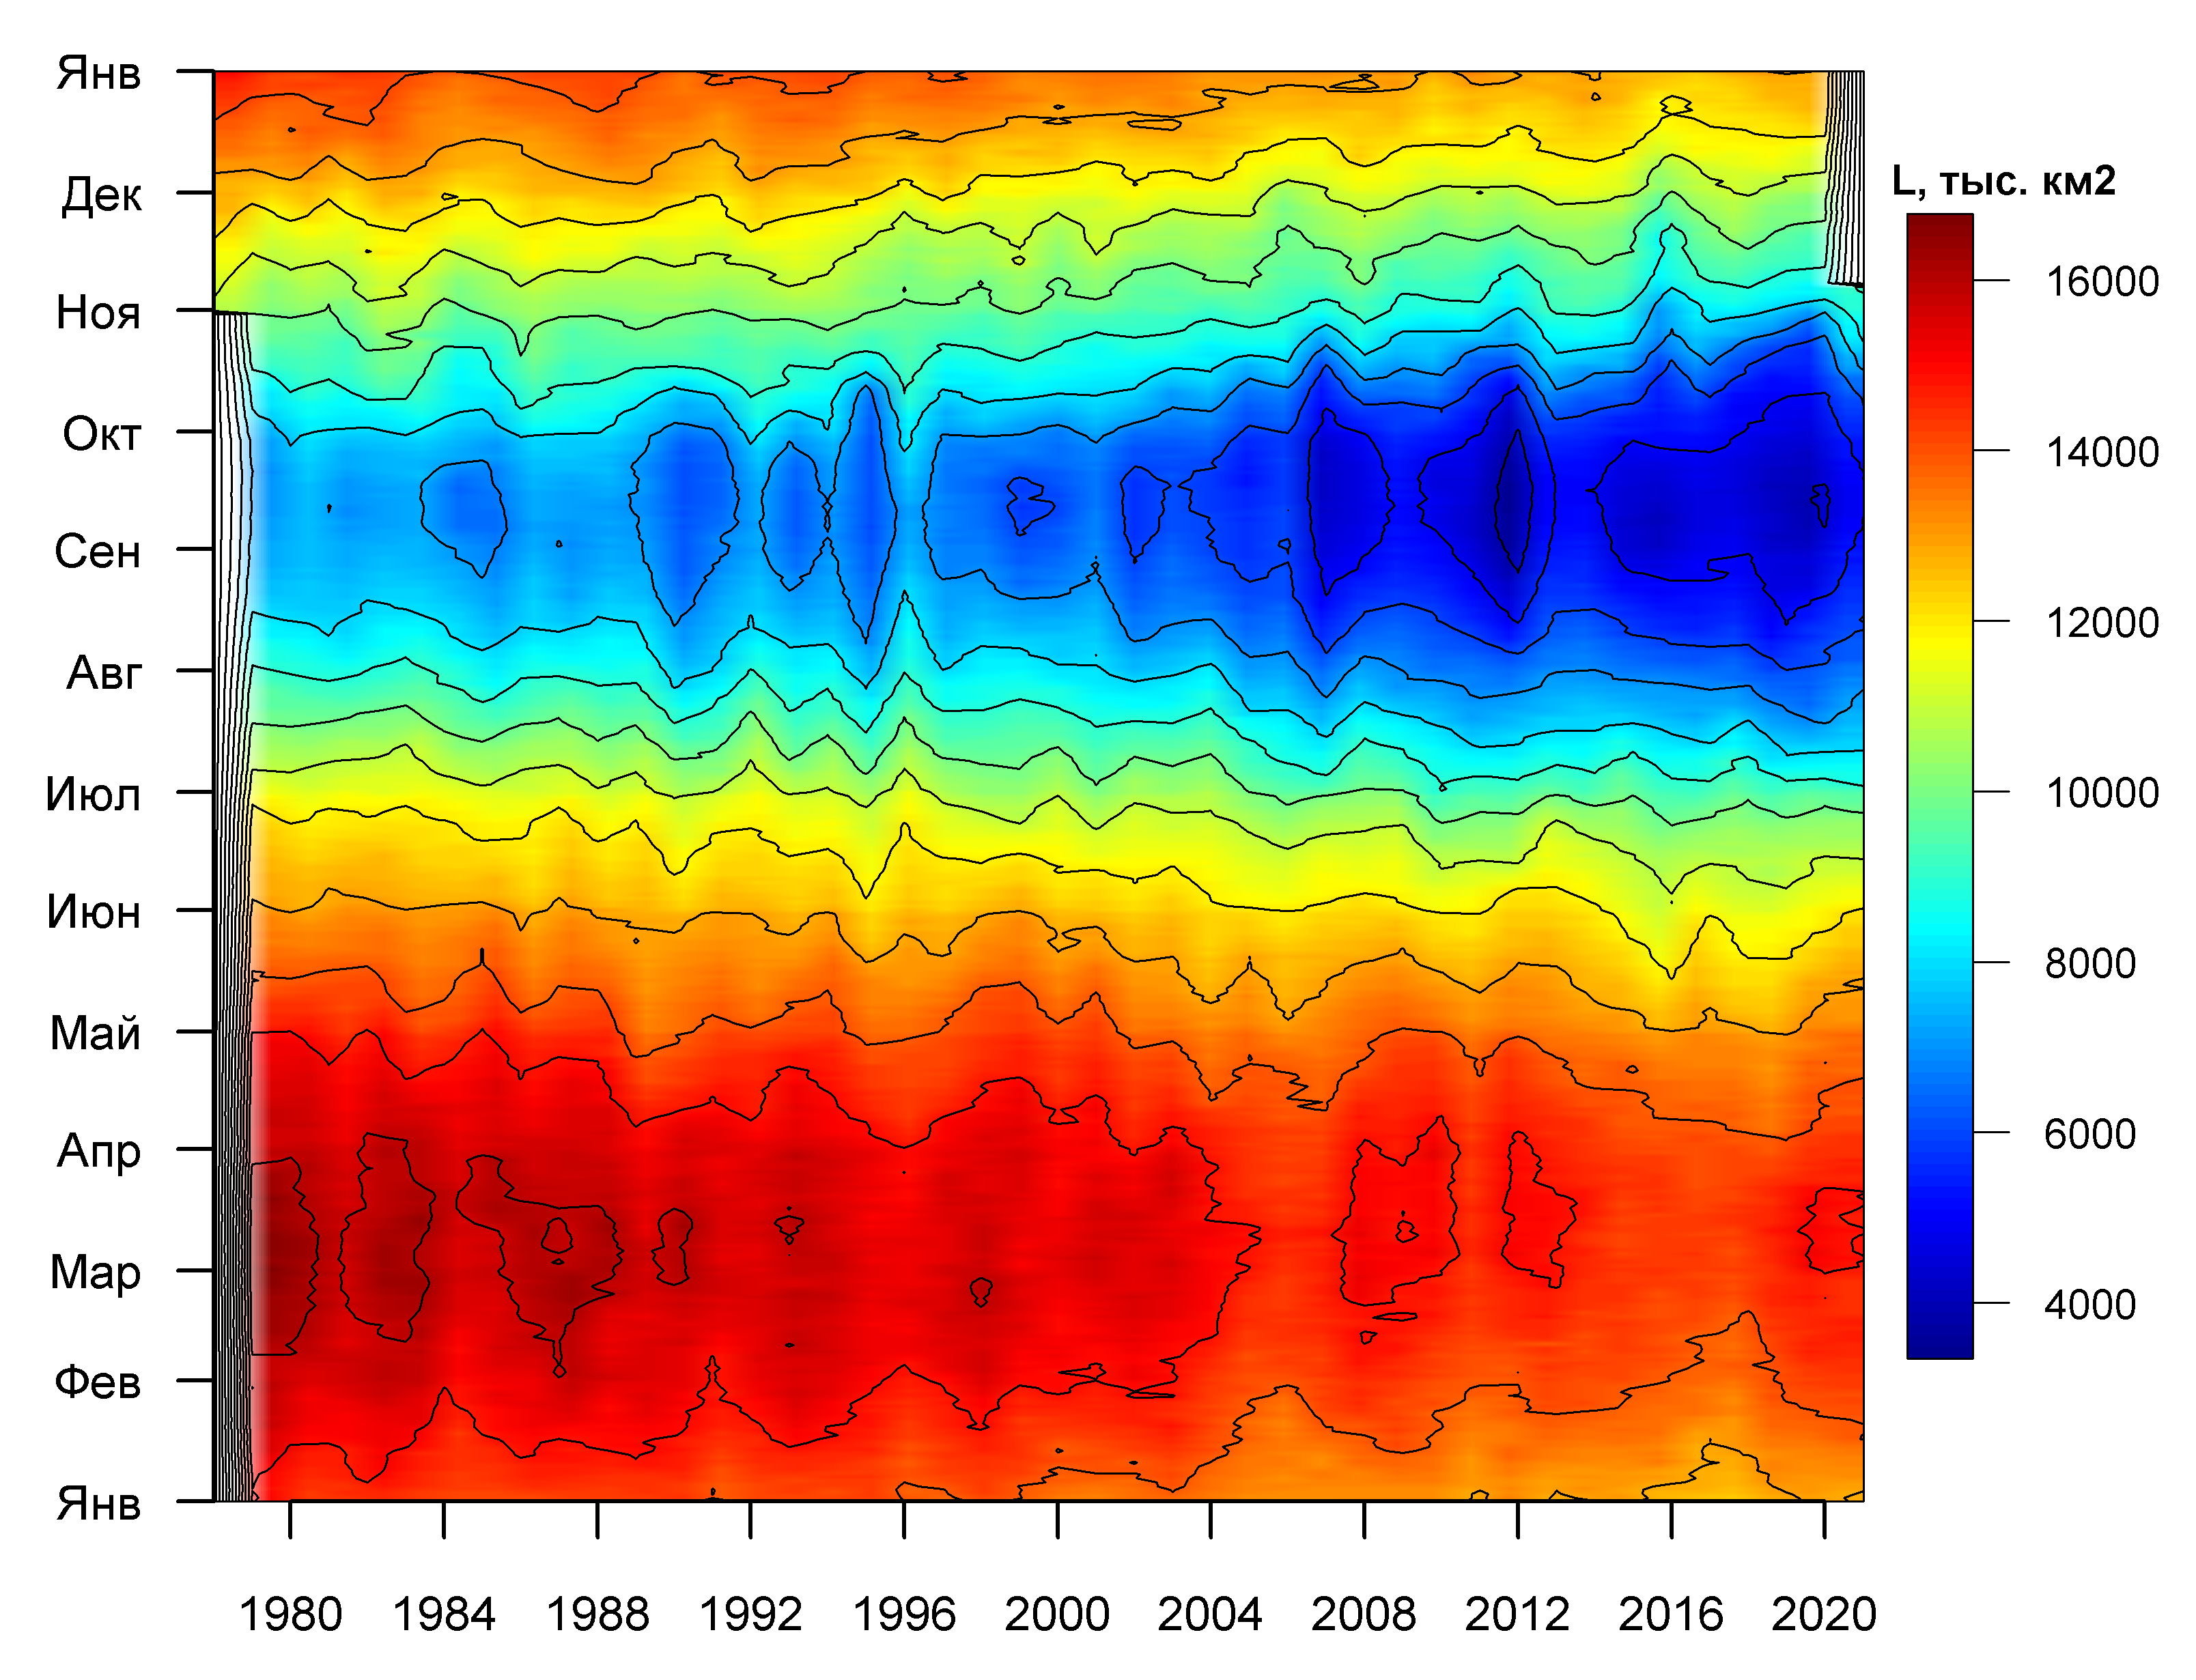 Янв
Дек
Ноя
Окт
Сен
Авг
Июл
Июн
Май
Апр
Мар
Фев
Янв
1980 1984 1988 1992 1996 2000 2004 2008 2012 2016 2020
L, тыс. км2
16000
14000
12000
10000
8000
6000
4000